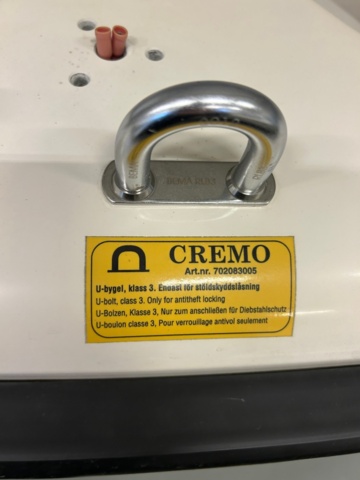 CREMO
Art.nr. 702083005
U-bygel, klass 3. Endast för stöldskyddslåsning
U-bolt, class 3. Only for antitheft locking
U-Bolzen, Klasse 3, Nur zum anschließen für Diebstahlschutz
U-boulon classe 3, Pour verrouillage antivol seulement